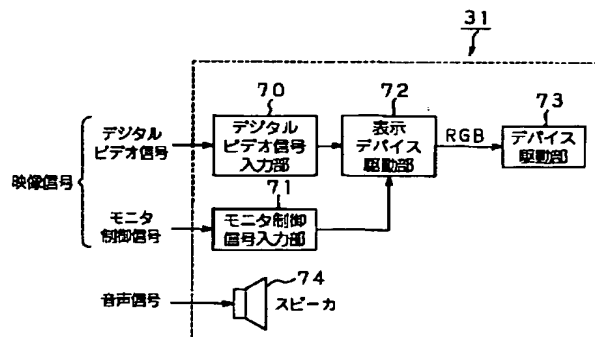 31
70
72
73
デジタル
ビデオ信号
デジタル
ビデオ信号
入力部
表示
デバイス
駆動部
RGB
デバイス
駆動部
映像信号
71
モニタ
制御信号
モニタ制御
信号入力部
74
音声信号
スピーカ